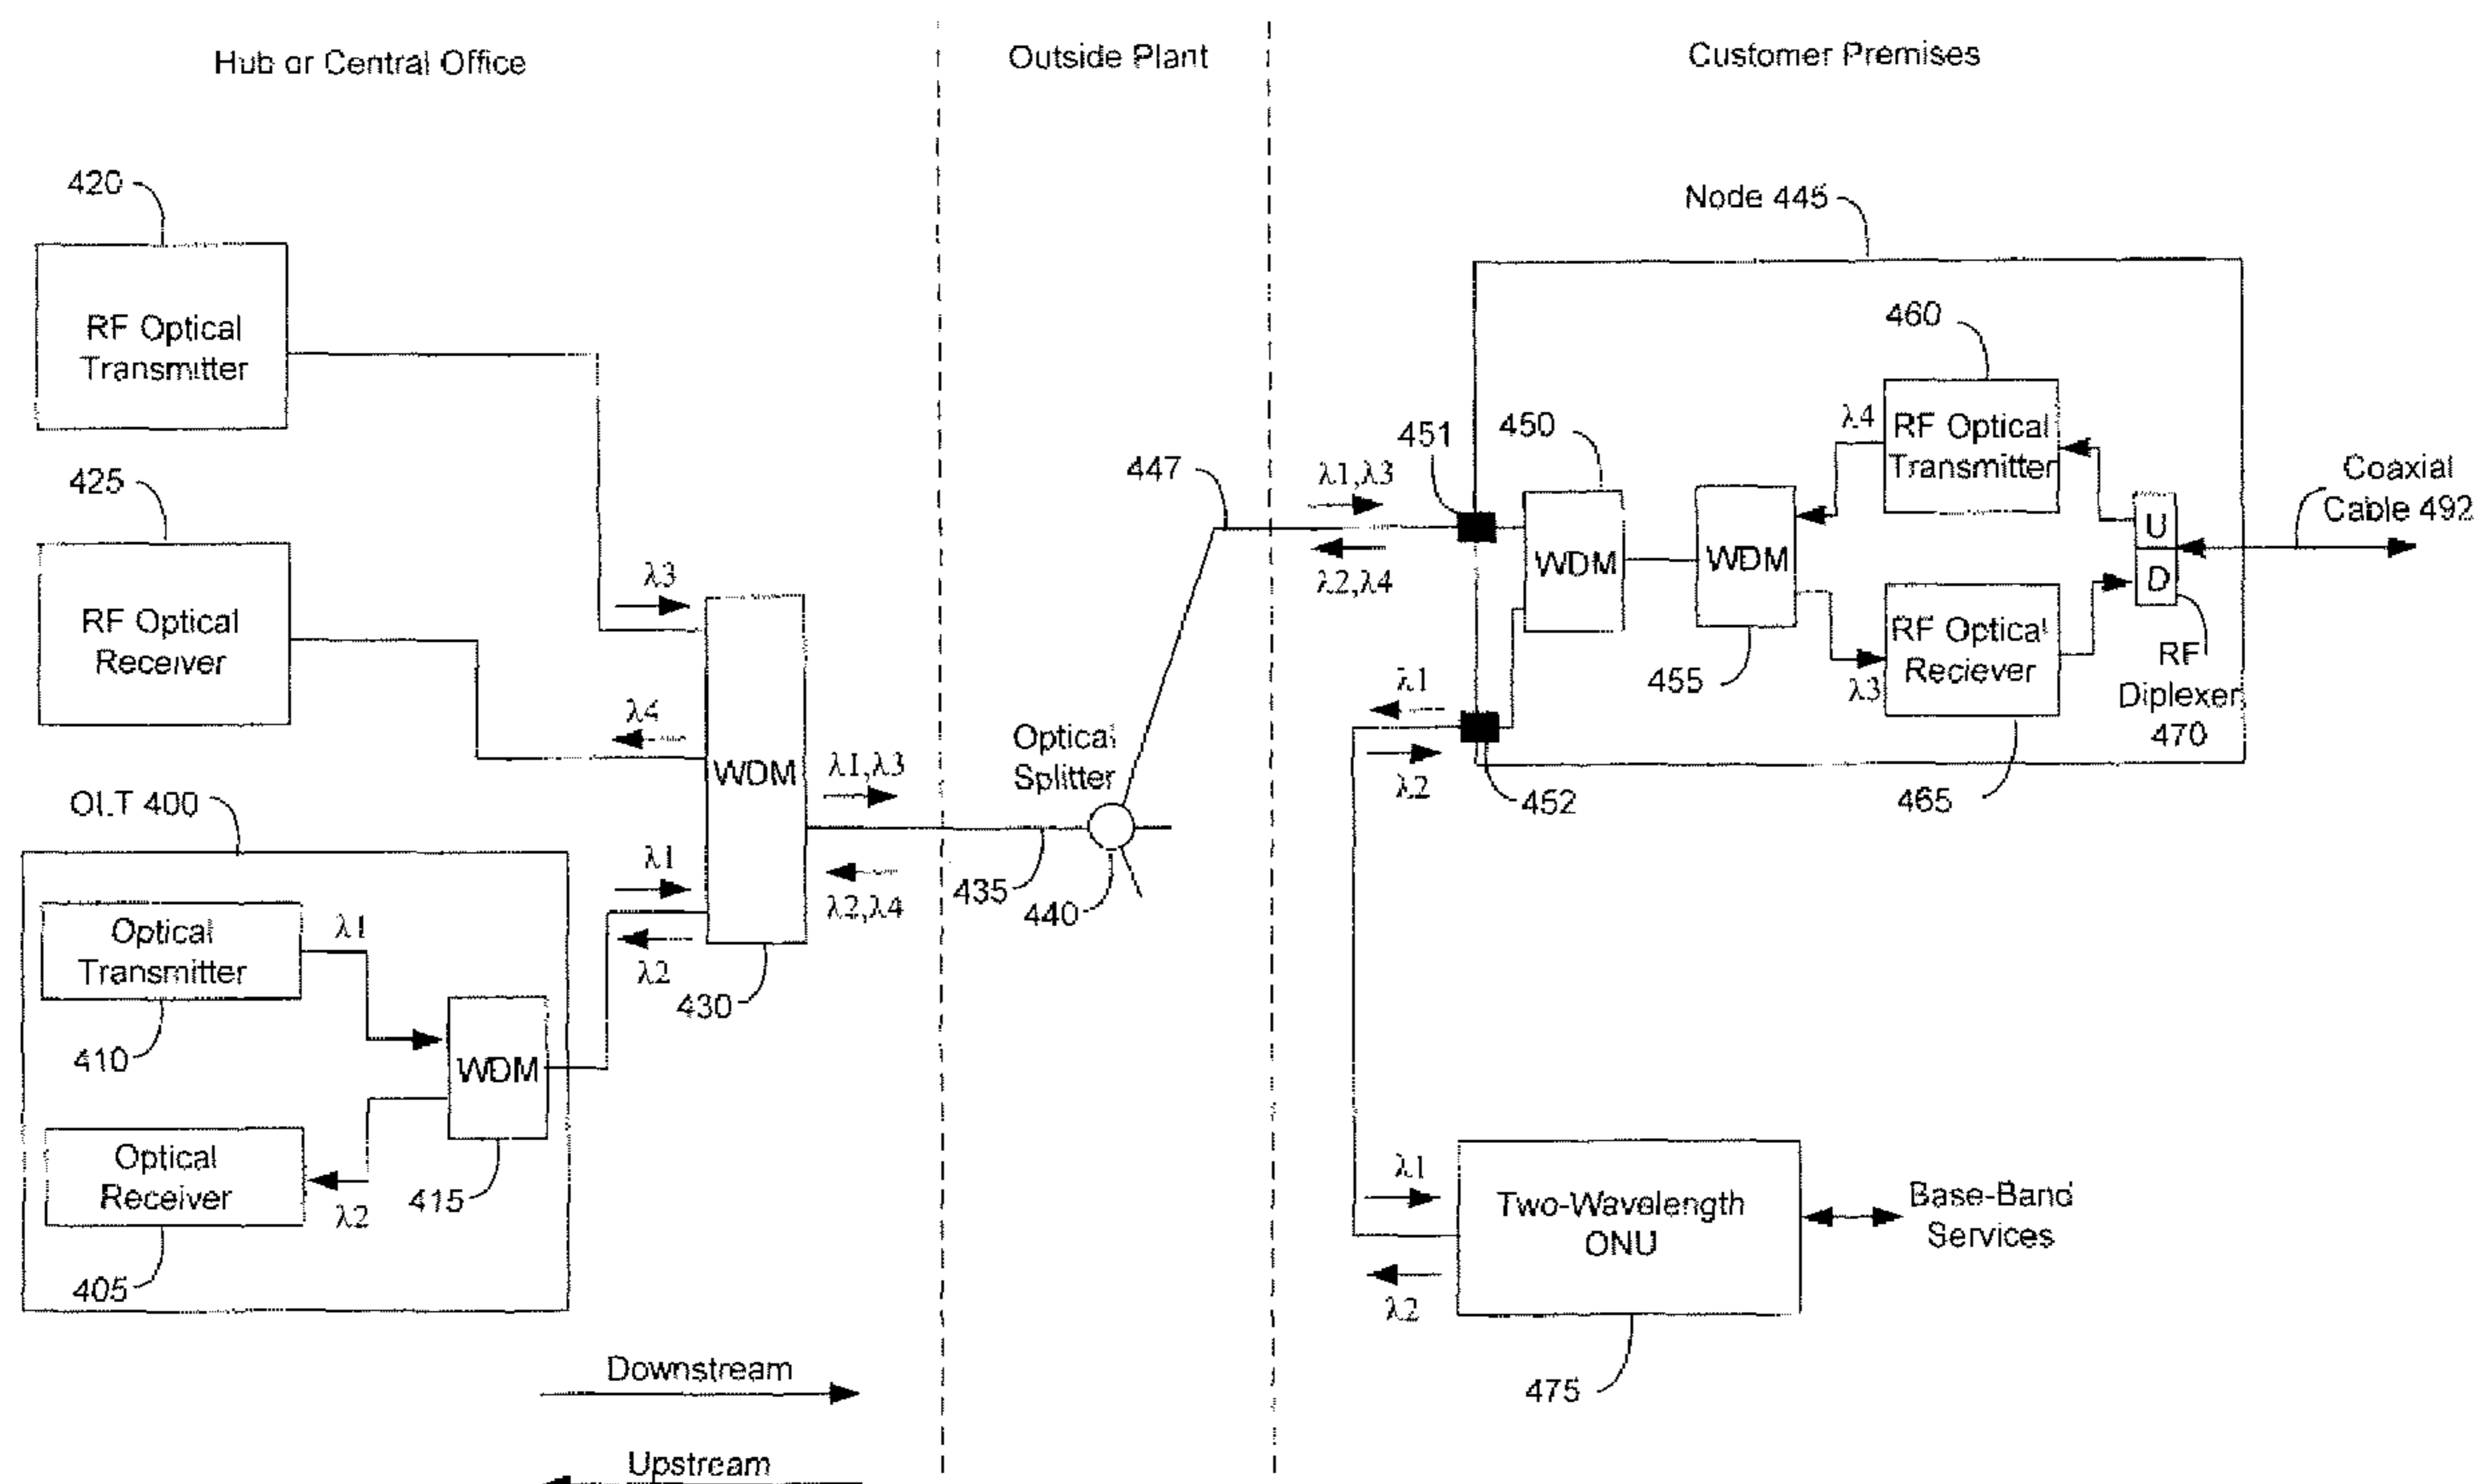 Hub or Central Office
Outside Plant
Customer Premises
420
RF Optical
Transmitter
425
RF Optical
Receiver
OLT 400
Optical
Transmitter
410
λ1
WDM
415
Optical
Receiver
405
λ2
λ3
λ4
λ1
λ2
WDM
430
λ1,λ3
λ2,λ4
435
Optical
Splitter
440
447
λ1,λ3
λ2,λ4
Node 445
451
450
WDM
WDM
455
460
λ4
RF Optical
Transmitter
RF Optical
Reciever
λ3
465
U
D
RF
Diplexer
470
Coaxial
Cable 492
λ1
λ2
452
λ1
λ2
Two-Wavelength
ONU
475
Base-Band
Services
Downstream
Upstream